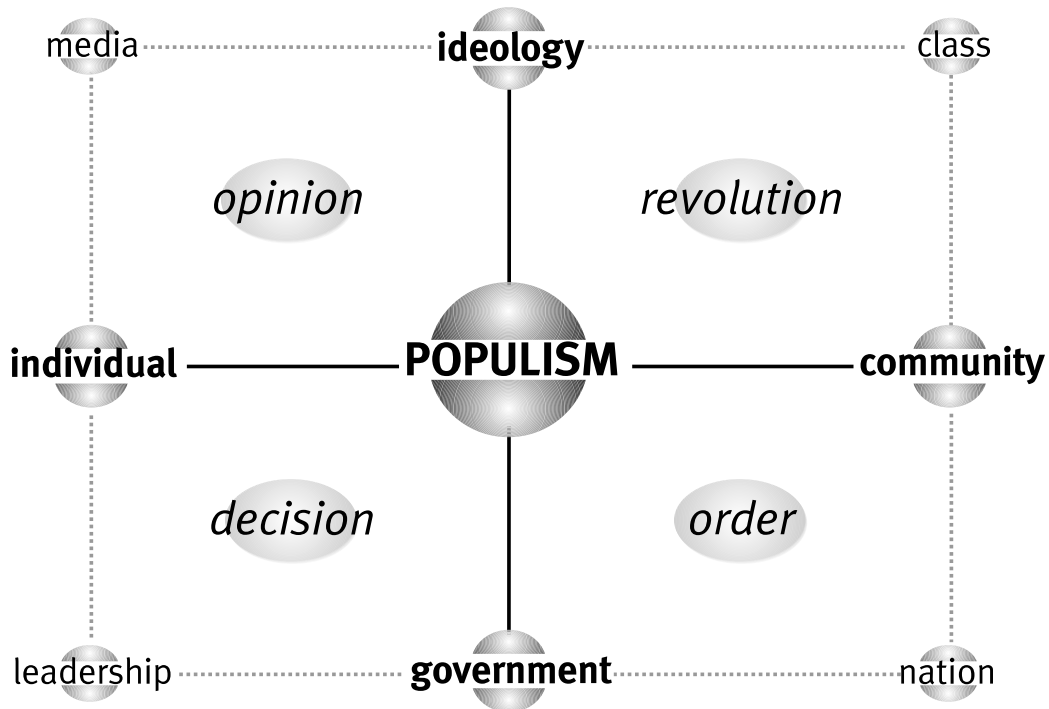 media
ideology
class
opinion
revolution
individual
POPULISM
community
decision
order
leadership
government
nation